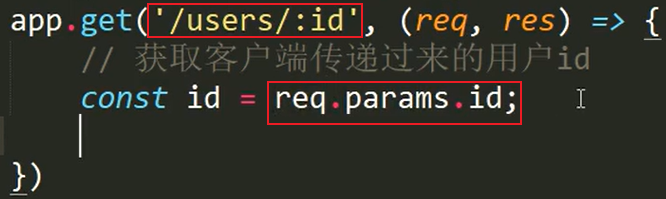 app.get('/users/:id', (req, res) => {
// 获取客户端传递过来的用户id
const id = req.params.id;
})